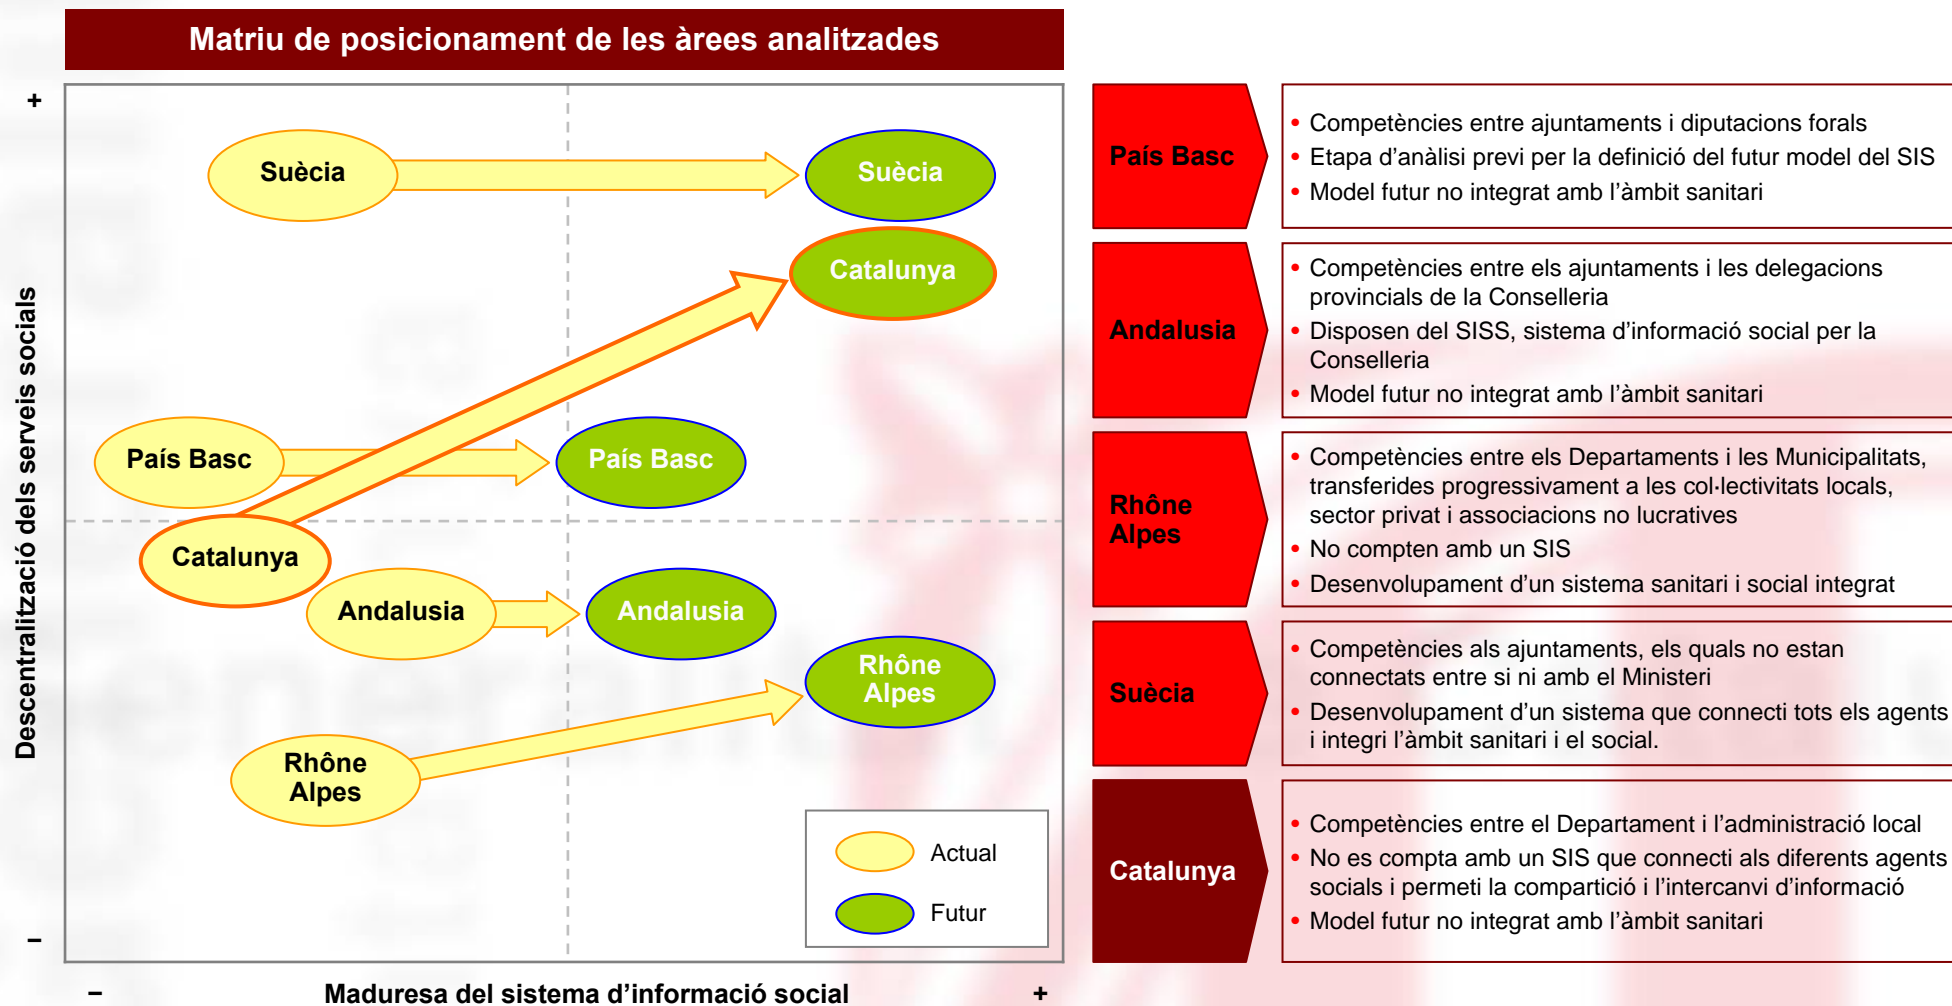 Matriu de posicionament de les àrees analitzades
+
Descentralització dels serveis socials
−
Suècia
Suècia
Catalunya
País Basc
País Basc
Catalunya
Andalusia
Andalusia
Rhône
Alpes
Rhône
Alpes
Actual
Futur
−
Maduresa del sistema d’informació social
+
País Basc
• Competències entre ajuntaments i diputacions forals
• Etapa d’anàlisi previ per la definició del futur model del SIS
• Model futur no integrat amb l’àmbit sanitari
Andalusia
• Competències entre els ajuntaments i les delegacions
provincials de la Conselleria
• Disposen del SISS, sistema d’informació social per la
Conselleria
• Model futur no integrat amb l’àmbit sanitari
Rhône
Alpes
• Competències entre els Departaments i les Municipalitats,
transferides progressivament a les col·lectivitats locals,
sector privat i associacions no lucratives
• No compten amb un SIS
• Desenvolupament d’un sistema sanitari i social integrat
Suècia
• Competències als ajuntaments, els quals no estan
connectats entre si ni amb el Ministeri
• Desenvolupament d’un sistema que connecti tots els agents
i integri l’àmbit sanitari i el social.
Catalunya
• Competències entre el Departament i l’administració local
• No es compta amb un SIS que connecti als diferents agents
socials i permeti la compartició i l’intercanvi d’informació
• Model futur no integrat amb l’àmbit sanitari